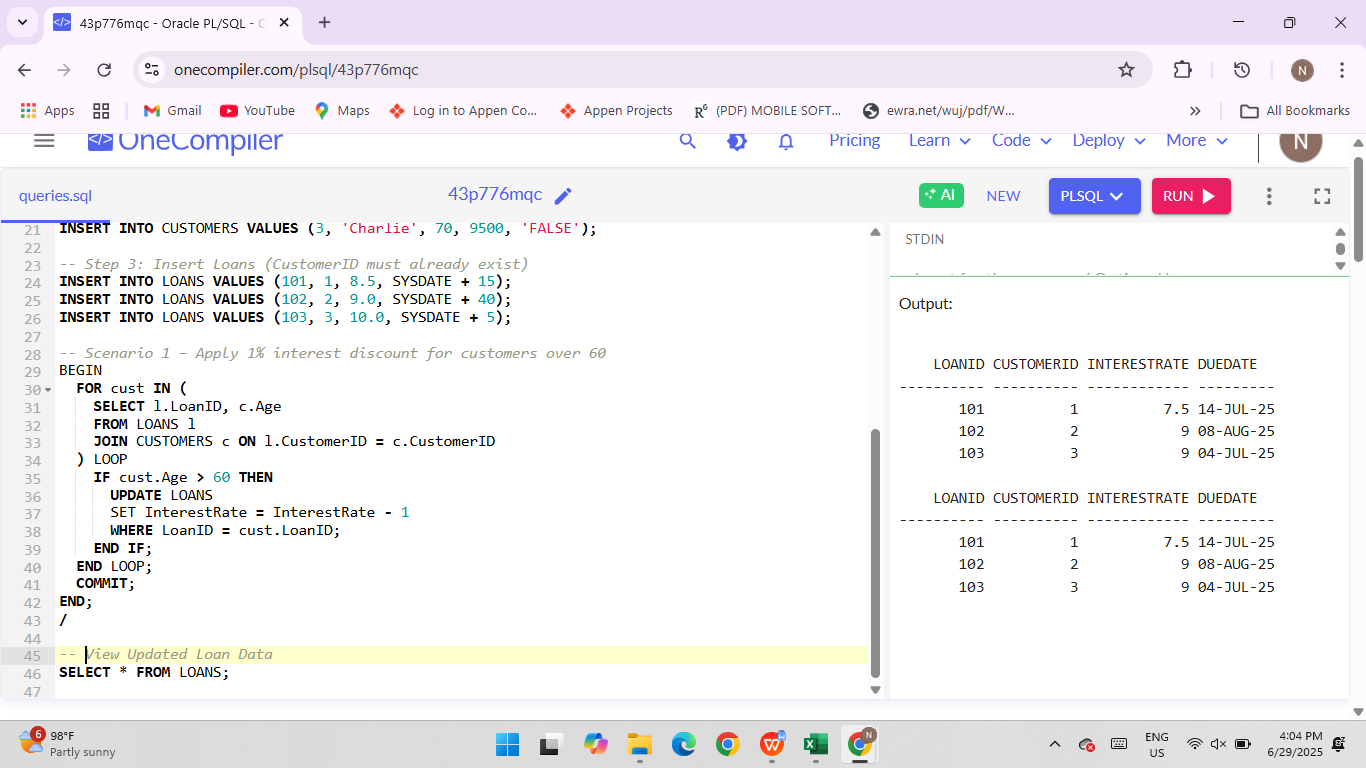 43p776mqc - Oracle PL/SQL - C
onecompiler.com/plsql/43p776mqc
N
Apps
Gmail
YouTube
Maps
Log in to Appen Co...
Appen Projects
R⁶ (PDF) MOBILE SOFT...
ewra.net/wuj/pdf/W...
All Bookmarks
OneCompiler
Pricing
Learn
Code
Deploy
More
N
queries.sql
43p776mqc
AI
NEW
PLSQL
RUN
21 INSERT INTO CUSTOMERS VALUES (3, 'Charlie', 70, 9500, 'FALSE');
22
23 -- Step 3: Insert Loans (CustomerID must already exist)
24 INSERT INTO LOANS VALUES (101, 1, 8.5, SYSDATE + 15);
25 INSERT INTO LOANS VALUES (102, 2, 9.0, SYSDATE + 40);
26 INSERT INTO LOANS VALUES (103, 3, 10.0, SYSDATE + 5);
27
28 -- Scenario 1 – Apply 1% interest discount for customers over 60
29 BEGIN
30 FOR cust IN (
31 SELECT l.LoanID, c.Age
32 FROM LOANS l
33 JOIN CUSTOMERS c ON l.CustomerID = c.CustomerID
34 ) LOOP
35 IF cust.Age > 60 THEN
36 UPDATE LOANS
37 SET InterestRate = InterestRate - 1
38 WHERE LoanID = cust.LoanID;
39 END IF;
40 END LOOP;
41 COMMIT;
42 END;
43 /
44
45 -- View Updated Loan Data
46 SELECT * FROM LOANS;
47
STDIN
Output:
LOANID CUSTOMERID INTERESTRATE DUEDATE
---------- ---------- ------------ ---------
101 1 7.5 14-JUL-25
102 2 9 08-AUG-25
103 3 9 04-JUL-25
LOANID CUSTOMERID INTERESTRATE DUEDATE
---------- ---------- ------------ ---------
101 1 7.5 14-JUL-25
102 2 9 08-AUG-25
103 3 9 04-JUL-25
6
98°F
Partly sunny
N
ENG
US
4:04 PM
6/29/2025